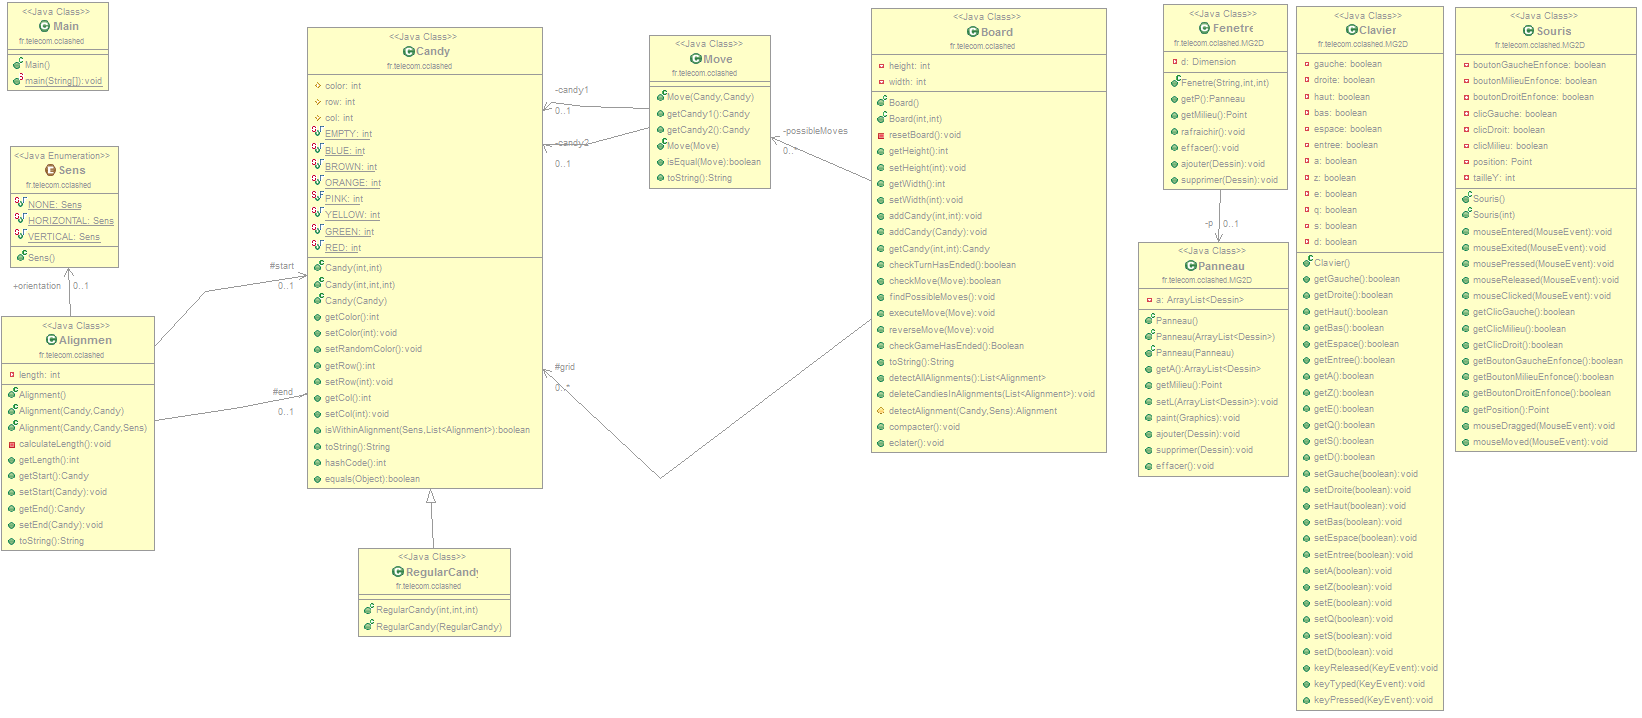 <<Java Class>>
Main
fr.telecom.cclashed
Main()
main(String[]):void
<<Java Enumeration>>
Sens
fr.telecom.cclashed
NONE: Sens
HORIZONTAL: Sens
VERTICAL: Sens
Sens()
+orientation
0..1
<<Java Class>>
Alignmen
fr.telecom.cclashed
length: int
Alignment()
Alignment(Candy,Candy)
Alignment(Candy,Candy,Sens)
calculateLength():void
getLength():int
getStart():Candy
setStart(Candy):void
getEnd():Candy
setEnd(Candy):void
toString():String
#start
0..1
#end
0..1
<<Java Class>>
Candy
fr.telecom.cclashed
color: int
row: int
col: int
EMPTY: int
BLUE: int
BROWN: int
ORANGE: int
PINK: int
YELLOW: int
GREEN: int
RED: int
Candy(int,int)
Candy(int,int,int)
Candy(Candy)
getColor():int
setColor(int):void
setRandomColor():void
getRow():int
setRow(int):void
getCol():int
setCol(int):void
isWithinAlignment(Sens,List<Alignment>):boolean
toString():String
hashCode():int
equals(Object):boolean
<<Java Class>>
RegularCandy
fr.telecom.cclashed
RegularCandy(int,int,int)
RegularCandy(RegularCandy)
-candy1
0..1
-candy2
0..1
#grid
0..*
<<Java Class>>
Move
fr.telecom.cclashed
Move(Candy,Candy)
getCandy1():Candy
getCandy2():Candy
Move(Move)
isEqual(Move):boolean
toString():String
-possibleMoves
0..*
<<Java Class>>
Board
fr.telecom.cclashed
height: int
width: int
Board()
Board(int,int)
resetBoard():void
getHeight():int
setHeight(int):void
getWidth():int
setWidth(int):void
addCandy(int,int):void
addCandy(Candy):void
getCandy(int,int):Candy
checkTurnHasEnded():boolean
checkMove(Move):boolean
findPossibleMoves():void
executeMove(Move):void
reverseMove(Move):void
checkGameHasEnded():Boolean
toString():String
detectAllAlignments():List<Alignment>
deleteCandiesInAlignments(List<Alignment>):void
detectAlignment(Candy,Sens):Alignment
compacter():void
eclater():void
<<Java Class>>
Fenetre
fr.telecom.cclashed.MG2D
d: Dimension
Fenetre(String,int,int)
getP():Panneau
getMilieu():Point
rafraichir():void
effacer():void
ajouter(Dessin):void
supprimer(Dessin):void
-p
0..1
<<Java Class>>
Panneau
fr.telecom.cclashed.MG2D
a: ArrayList<Dessin>
Panneau()
Panneau(ArrayList<Dessin>)
Panneau(Panneau)
getA():ArrayList<Dessin>
getMilieu():Point
setL(ArrayList<Dessin>):void
paint(Graphics):void
ajouter(Dessin):void
supprimer(Dessin):void
effacer():void
<<Java Class>>
Clavier
fr.telecom.cclashed.MG2D
gauche: boolean
droite: boolean
haut: boolean
bas: boolean
espace: boolean
entree: boolean
a: boolean
z: boolean
e: boolean
q: boolean
s: boolean
d: boolean
Clavier()
getGauche():boolean
getDroite():boolean
getHaut():boolean
getBas():boolean
getEspace():boolean
getEntree():boolean
getA():boolean
getZ():boolean
getE():boolean
getQ():boolean
getS():boolean
getD():boolean
setGauche(boolean):void
setDroite(boolean):void
setHaut(boolean):void
setBas(boolean):void
setEspace(boolean):void
setEntree(boolean):void
setA(boolean):void
setZ(boolean):void
setE(boolean):void
setQ(boolean):void
setS(boolean):void
setD(boolean):void
keyReleased(KeyEvent):void
keyTyped(KeyEvent):void
keyPressed(KeyEvent):void
<<Java Class>>
Souris
fr.telecom.cclashed.MG2D
boutonGaucheEnfonce: boolean
boutonMilieuEnfonce: boolean
boutonDroitEnfonce: boolean
clicGauche: boolean
clicDroit: boolean
clicMilieu: boolean
position: Point
tailleY: int
Souris()
Souris(int)
mouseEntered(MouseEvent):void
mouseExited(MouseEvent):void
mousePressed(MouseEvent):void
mouseReleased(MouseEvent):void
mouseClicked(MouseEvent):void
getClicGauche():boolean
getClicMilieu():boolean
getClicDroit():boolean
getBoutonGaucheEnfonce():boolean
getBoutonMilieuEnfonce():boolean
getBoutonDroitEnfonce():boolean
getPosition():Point
mouseDragged(MouseEvent):void
mouseMoved(MouseEvent):void